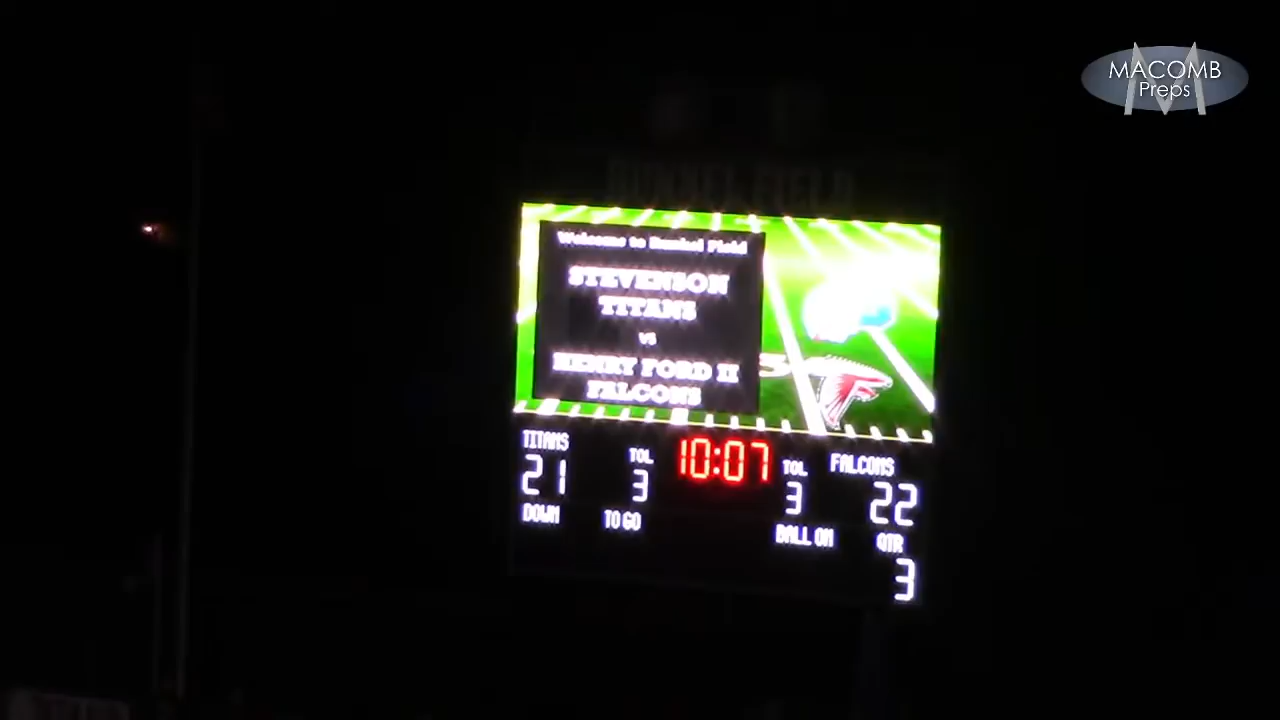 MACOMB
Preps
Welcome to Runkel Field
STEVENSON
TITANS
vs
HENRY FORD II
FALCONS
TITANS
21
TOL
3
10:07
TOL
3
FALCONS
22
DOWN
TO GO
BALL ON
QTR
3